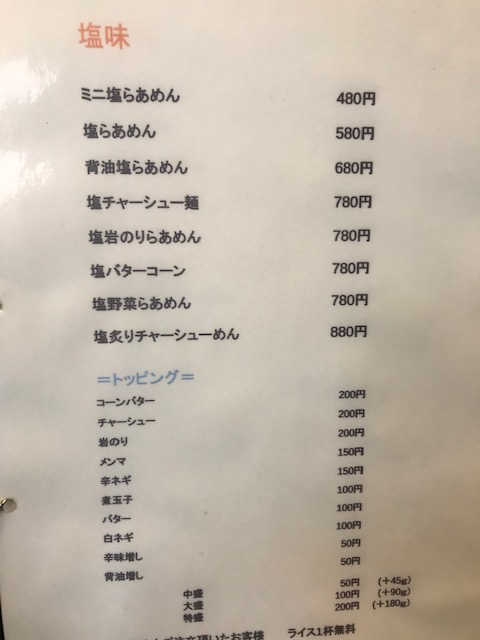 塩味
ミニ塩らあめん 480円
塩らあめん 580円
背油塩らあめん 680円
塩チャーシュー麺 780円
塩岩のりらあめん 780円
塩バターコーン 780円
塩野菜らあめん 780円
塩炙りチャーシューめん 880円
＝トッピング＝
コーンバター 200円
チャーシュー 200円
岩のり 200円
メンマ 150円
辛ネギ 150円
煮玉子 100円
バター 100円
白ネギ 100円
辛味増し 50円
背油増し 50円
中盛 50円 (＋45g)
大盛 100円 (＋90g)
特盛 200円 (＋180g)
ご注文頂いたお客様 ライス1杯無料